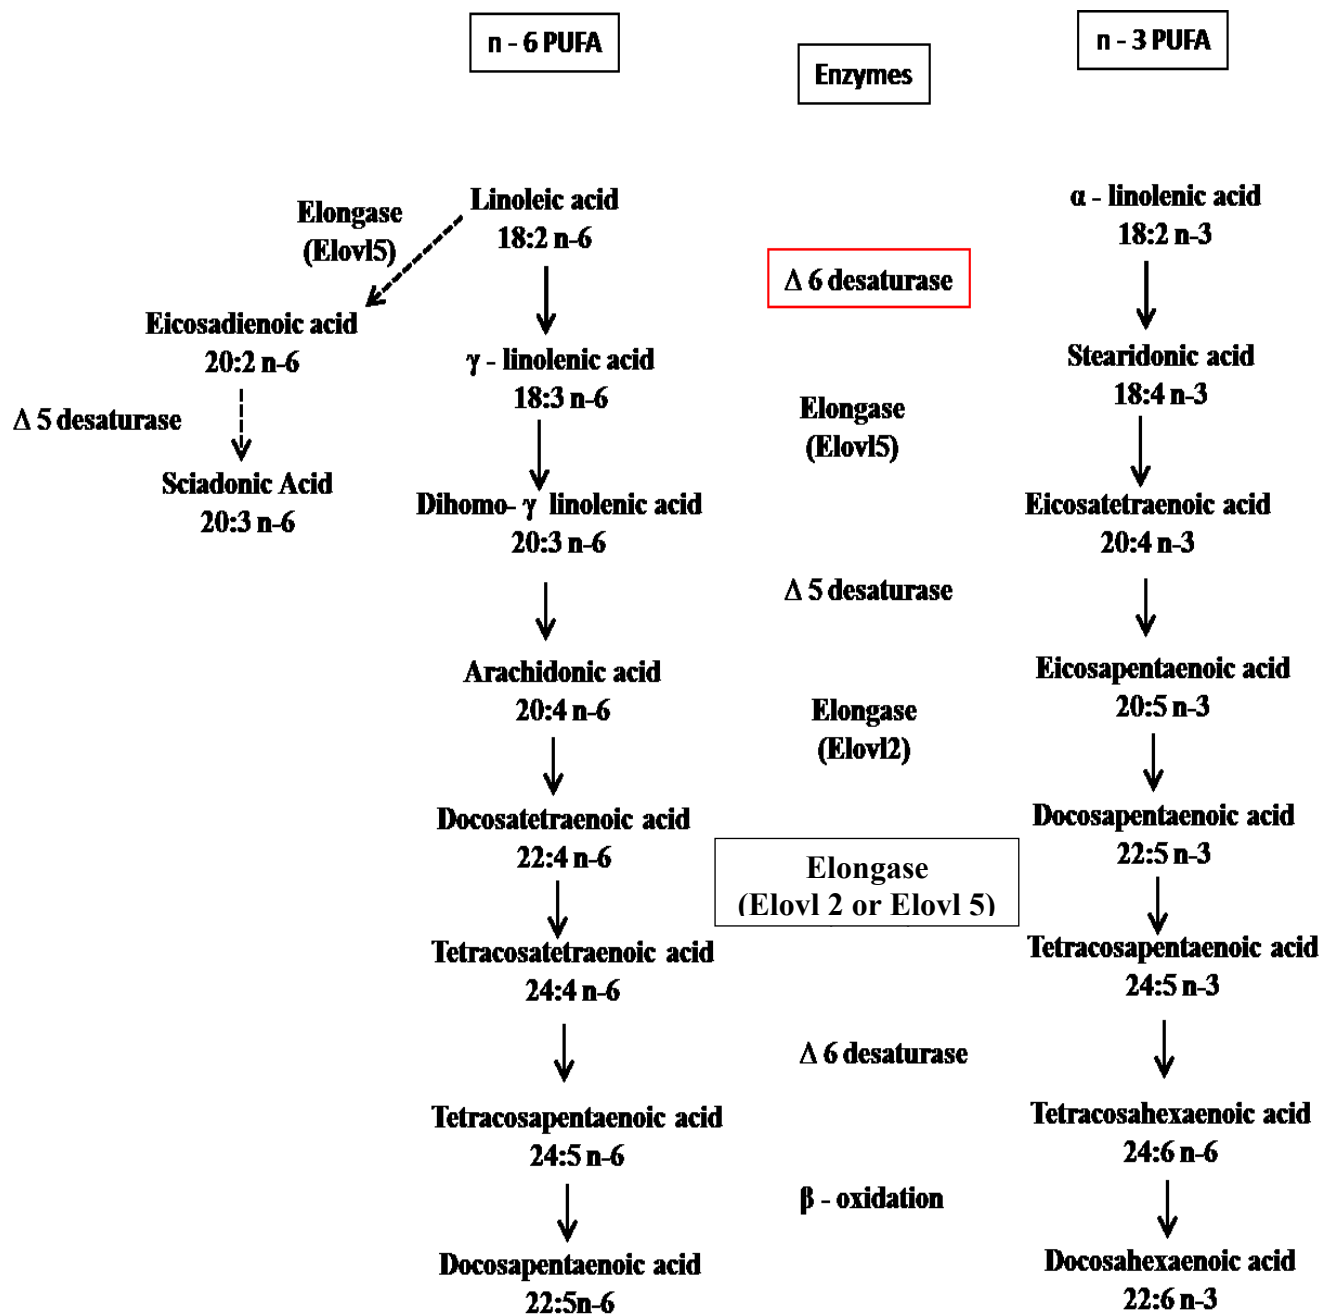 n - 6 PUFA
Enzymes
n - 3 PUFA
Elongase
(Elovl5)
Linoleic acid
18:2 n-6
α - linolenic acid
18:2 n-3
Δ 6 desaturase
Eicosadienoic acid
20:2 n-6
γ - linolenic acid
18:3 n-6
Stearidonic acid
18:4 n-3
Δ 5 desaturase
Elongase
(Elovl5)
Sciadonic Acid
20:3 n-6
Dihomo- γ linolenic acid
20:3 n-6
Eicosatetraenoic acid
20:4 n-3
Δ 5 desaturase
Arachidonic acid
20:4 n-6
Eicosapentaenoic acid
20:5 n-3
Elongase
(Elovl2)
Docosatetraenoic acid
22:4 n-6
Docosapentaenoic acid
22:5 n-3
Elongase
(Elovl 2 or Elovl 5)
Tetracosatetraenoic acid
24:4 n-6
Tetracosapentaenoic acid
24:5 n-3
Δ 6 desaturase
Tetracosapentaenoic acid
24:5 n-6
Tetracosahexaenoic acid
24:6 n-6
β - oxidation
Docosapentaenoic acid
22:5n-6
Docosahexaenoic acid
22:6 n-3